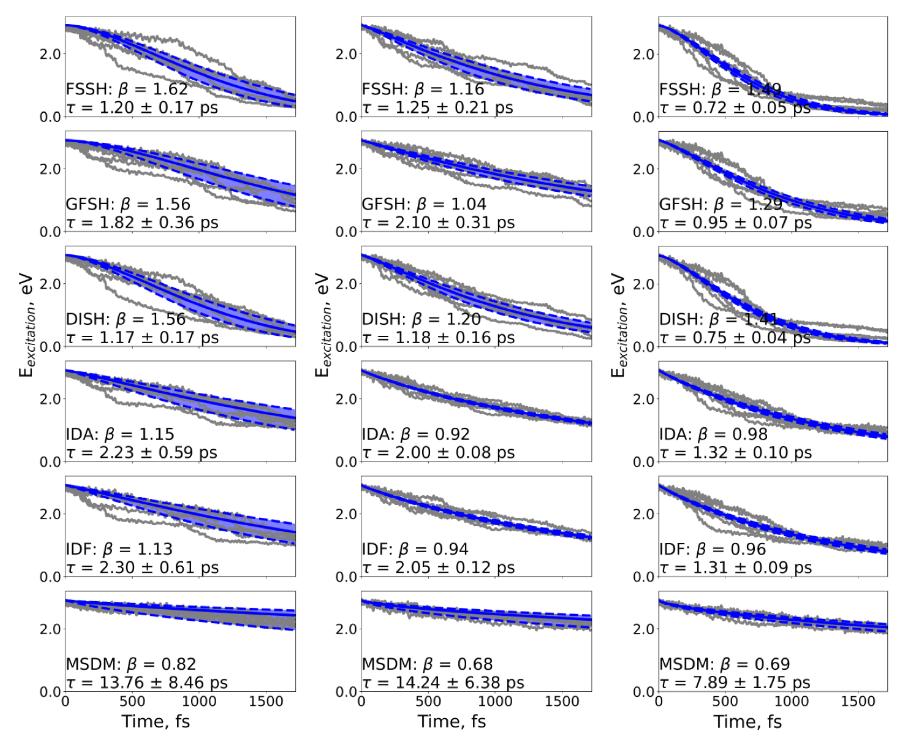 2.0
FSSH: β = 1.62
τ = 1.20 ± 0.17 ps
0.0
2.0
FSSH: β = 1.16
τ = 1.25 ± 0.21 ps
0.0
2.0
FSSH: β = 1.49
τ = 0.72 ± 0.05 ps
0.0
2.0
GFSH: β = 1.56
τ = 1.82 ± 0.36 ps
0.0
2.0
GFSH: β = 1.04
τ = 2.10 ± 0.31 ps
0.0
2.0
GFSH: β = 1.29
τ = 0.95 ± 0.07 ps
0.0
E_excitation, eV
2.0
DISH: β = 1.56
τ = 1.17 ± 0.17 ps
0.0
E_excitation, eV
2.0
DISH: β = 1.20
τ = 1.18 ± 0.16 ps
0.0
E_excitation, eV
2.0
DISH: β = 1.41
τ = 0.75 ± 0.04 ps
0.0
2.0
IDA: β = 1.15
τ = 2.23 ± 0.59 ps
0.0
2.0
IDA: β = 0.92
τ = 2.00 ± 0.08 ps
0.0
2.0
IDA: β = 0.98
τ = 1.32 ± 0.10 ps
0.0
2.0
IDF: β = 1.13
τ = 2.30 ± 0.61 ps
0.0
2.0
IDF: β = 0.94
τ = 2.05 ± 0.12 ps
0.0
2.0
IDF: β = 0.96
τ = 1.31 ± 0.09 ps
0.0
2.0
MSDM: β = 0.82
τ = 13.76 ± 8.46 ps
0.0
0 500 1000 1500
Time, fs
2.0
MSDM: β = 0.68
τ = 14.24 ± 6.38 ps
0.0
0 500 1000 1500
Time, fs
2.0
MSDM: β = 0.69
τ = 7.89 ± 1.75 ps
0.0
0 500 1000 1500
Time, fs